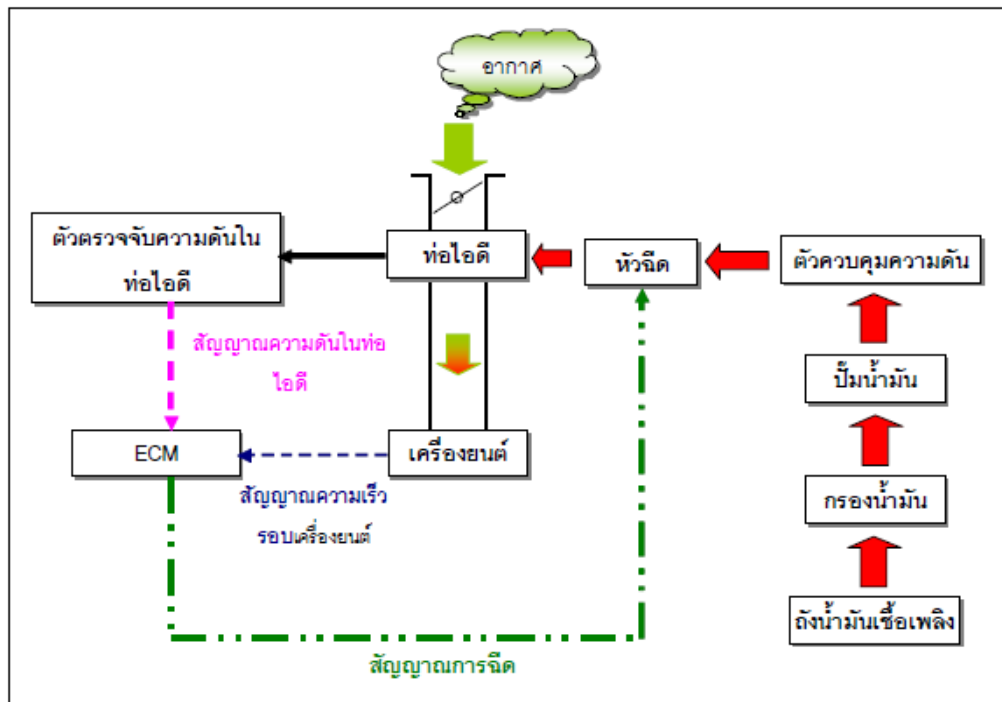 อากาศ
ตัวตรวจจับความดันใน
ท่อไอดี
ท่อไอดี
หัวฉีด
ตัวควบคุมความดัน
สัญญาณความดันในท่อ
ไอดี
ปั๊มน้ำมัน
ECM
เครื่องยนต์
สัญญาณความเร็ว
รอบเครื่องยนต์
กรองน้ำมัน
ถังน้ำมันเชื้อเพลิง
สัญญาณการฉีด